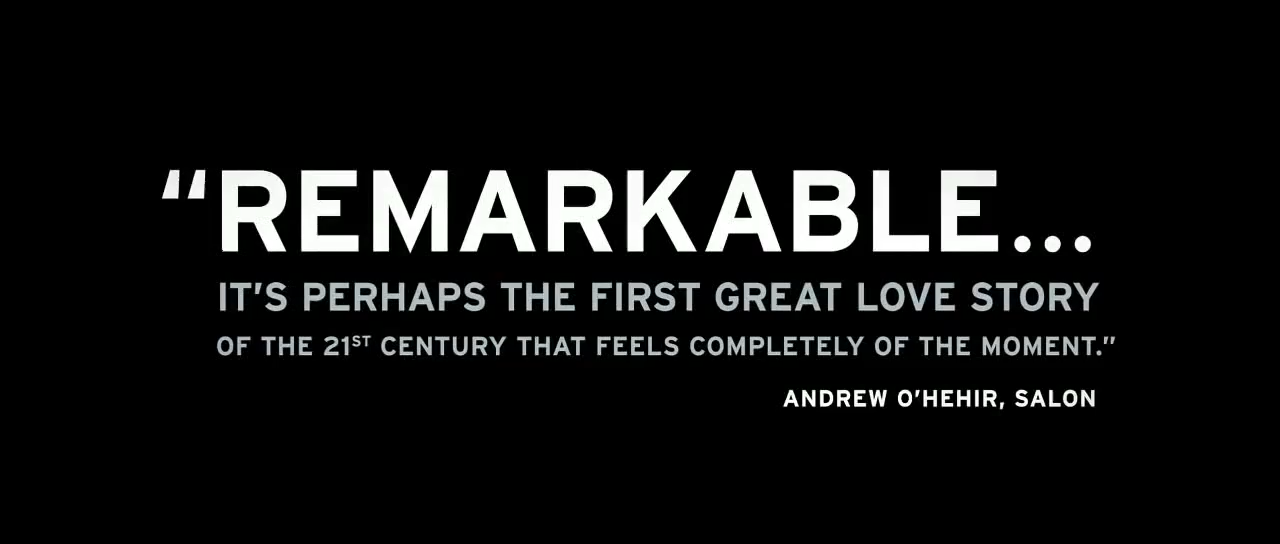 “REMARKABLE...
IT’S PERHAPS THE FIRST GREAT LOVE STORY
OF THE 21ST CENTURY THAT FEELS COMPLETELY OF THE MOMENT.”
ANDREW O’HEHIR, SALON